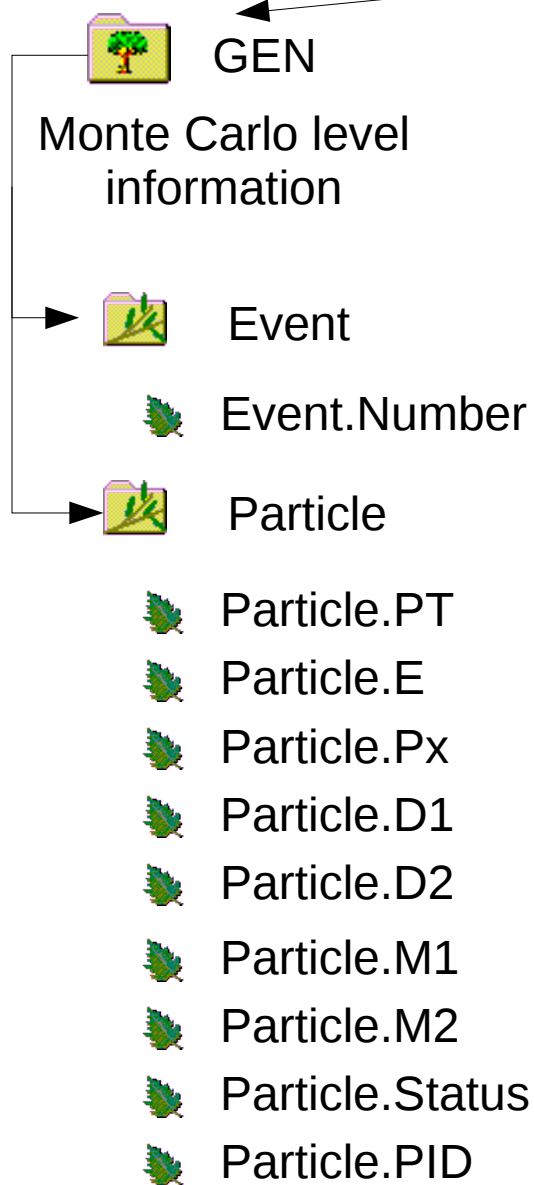 GEN
Monte Carlo level
information
Event
Event.Number
Particle
Particle.PT
Particle.E
Particle.Px
Particle.D1
Particle.D2
Particle.M1
Particle.M2
Particle.Status
Particle.PID